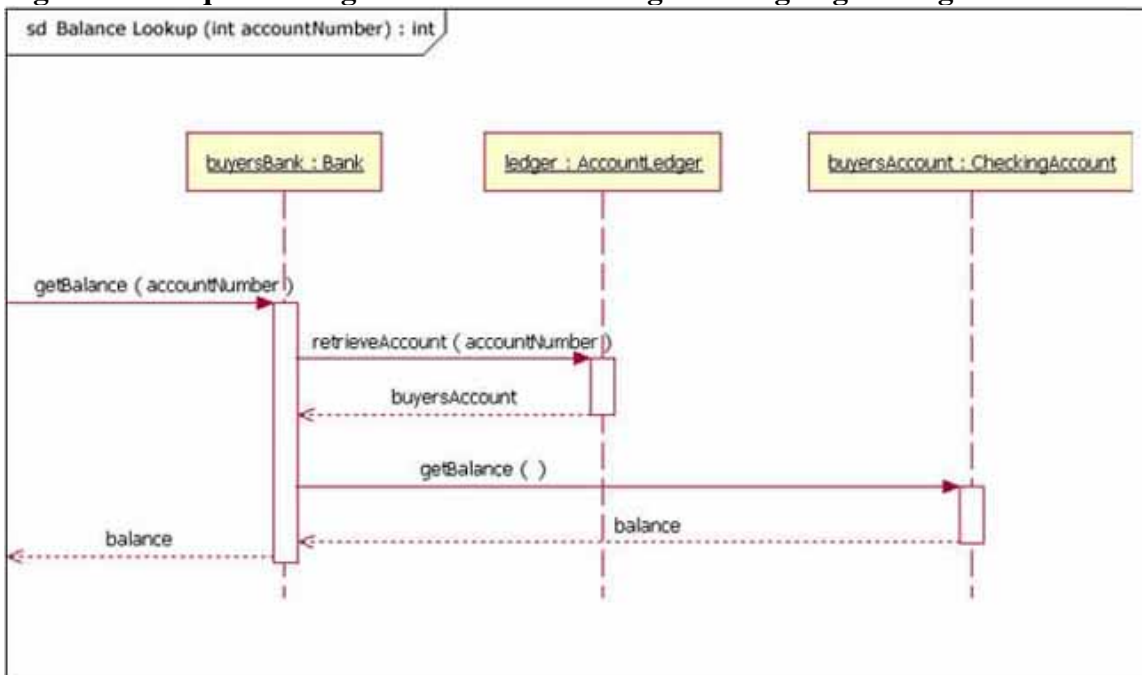 sd Balance Lookup (int accountNumber) : int
buyersBank : Bank
ledger : AccountLedger
buyersAccount : CheckingAccount
getBalance ( accountNumber )
retrieveAccount ( accountNumber )
buyersAccount
getBalance ( )
balance
balance